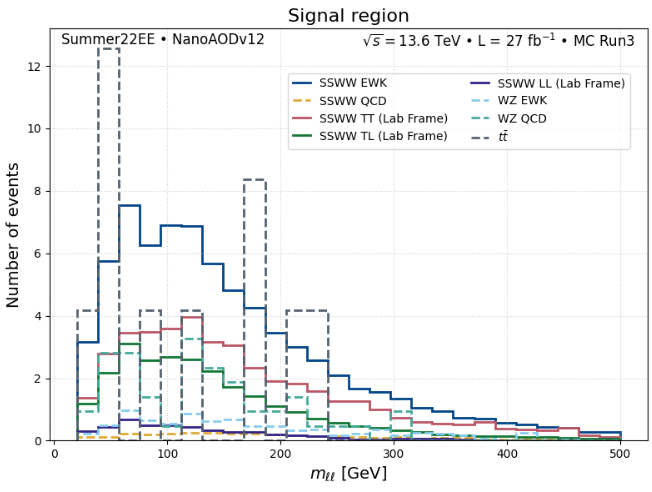 Signal region
Summer22EE • NanoAODv12
√s = 13.6 TeV • L = 27 fb⁻¹ • MC Run3
SSWW EWK
SSWW QCD
SSWW TT (Lab Frame)
SSWW TL (Lab Frame)
SSWW LL (Lab Frame)
WZ EWK
WZ QCD
tt̄
Number of events
12
10
8
6
4
2
0
0 100 200 300 400 500
mℓℓ [GeV]